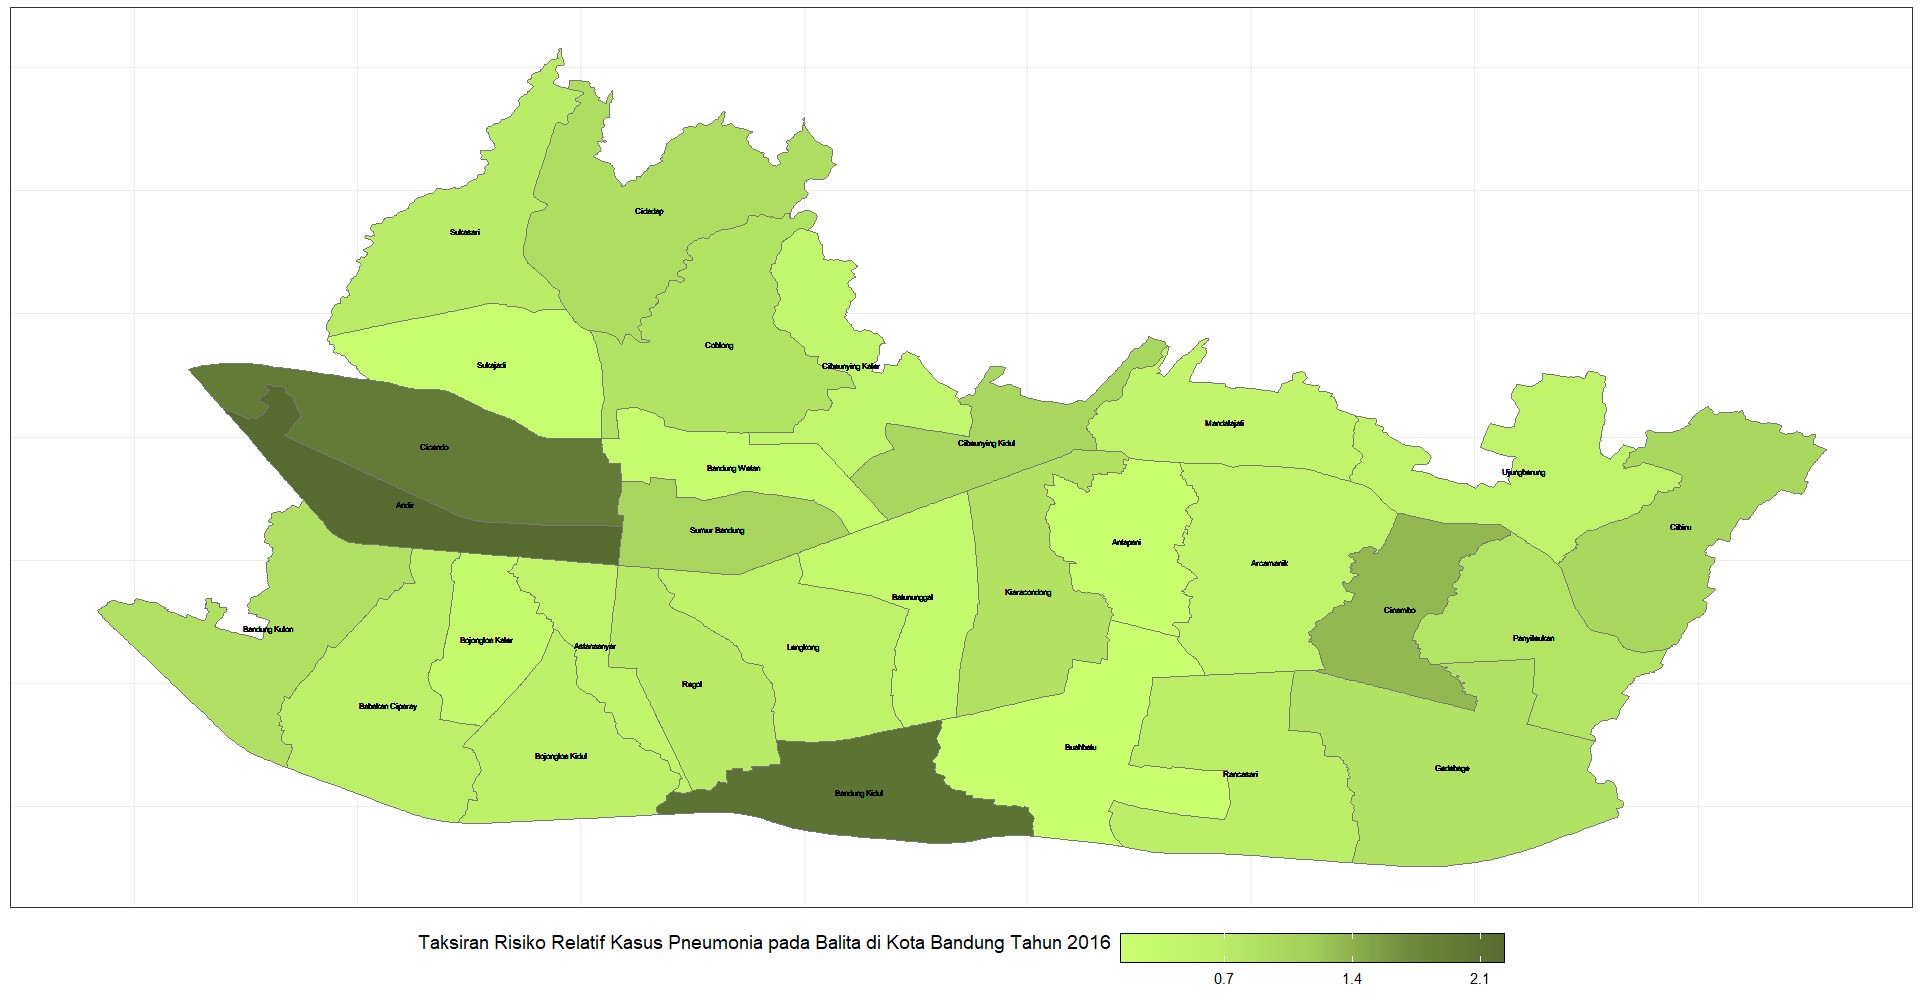 Cidadap
Sukasari
Coblong
Sukajadi
Cibeunying Kaler
Mandalajati
Cibeunying Kidul
Cicendo
Bandung Wetan
Ujungberung
Andir
Sumur Bandung
Cibiru
Antapani
Arcamanik
Kiaracondong
Batununggal
Cinambo
Bandung Kulon
Bojongloa Kaler
Astanaanyar
Lengkong
Panyileukan
Regol
Babakan Ciparay
Bojongloa Kidul
Buahbatu
Gedebage
Rancasari
Bandung Kidul
Taksiran Risiko Relatif Kasus Pneumonia pada Balita di Kota Bandung Tahun 2016
0.7 1.4 2.1